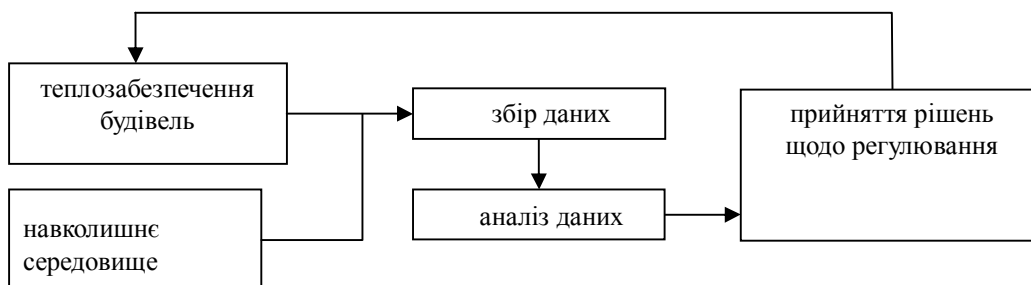 теплозабезпечення
будівель
збір даних
прийняття рішень
щодо регулювання
аналіз даних
навколишнє
середовище